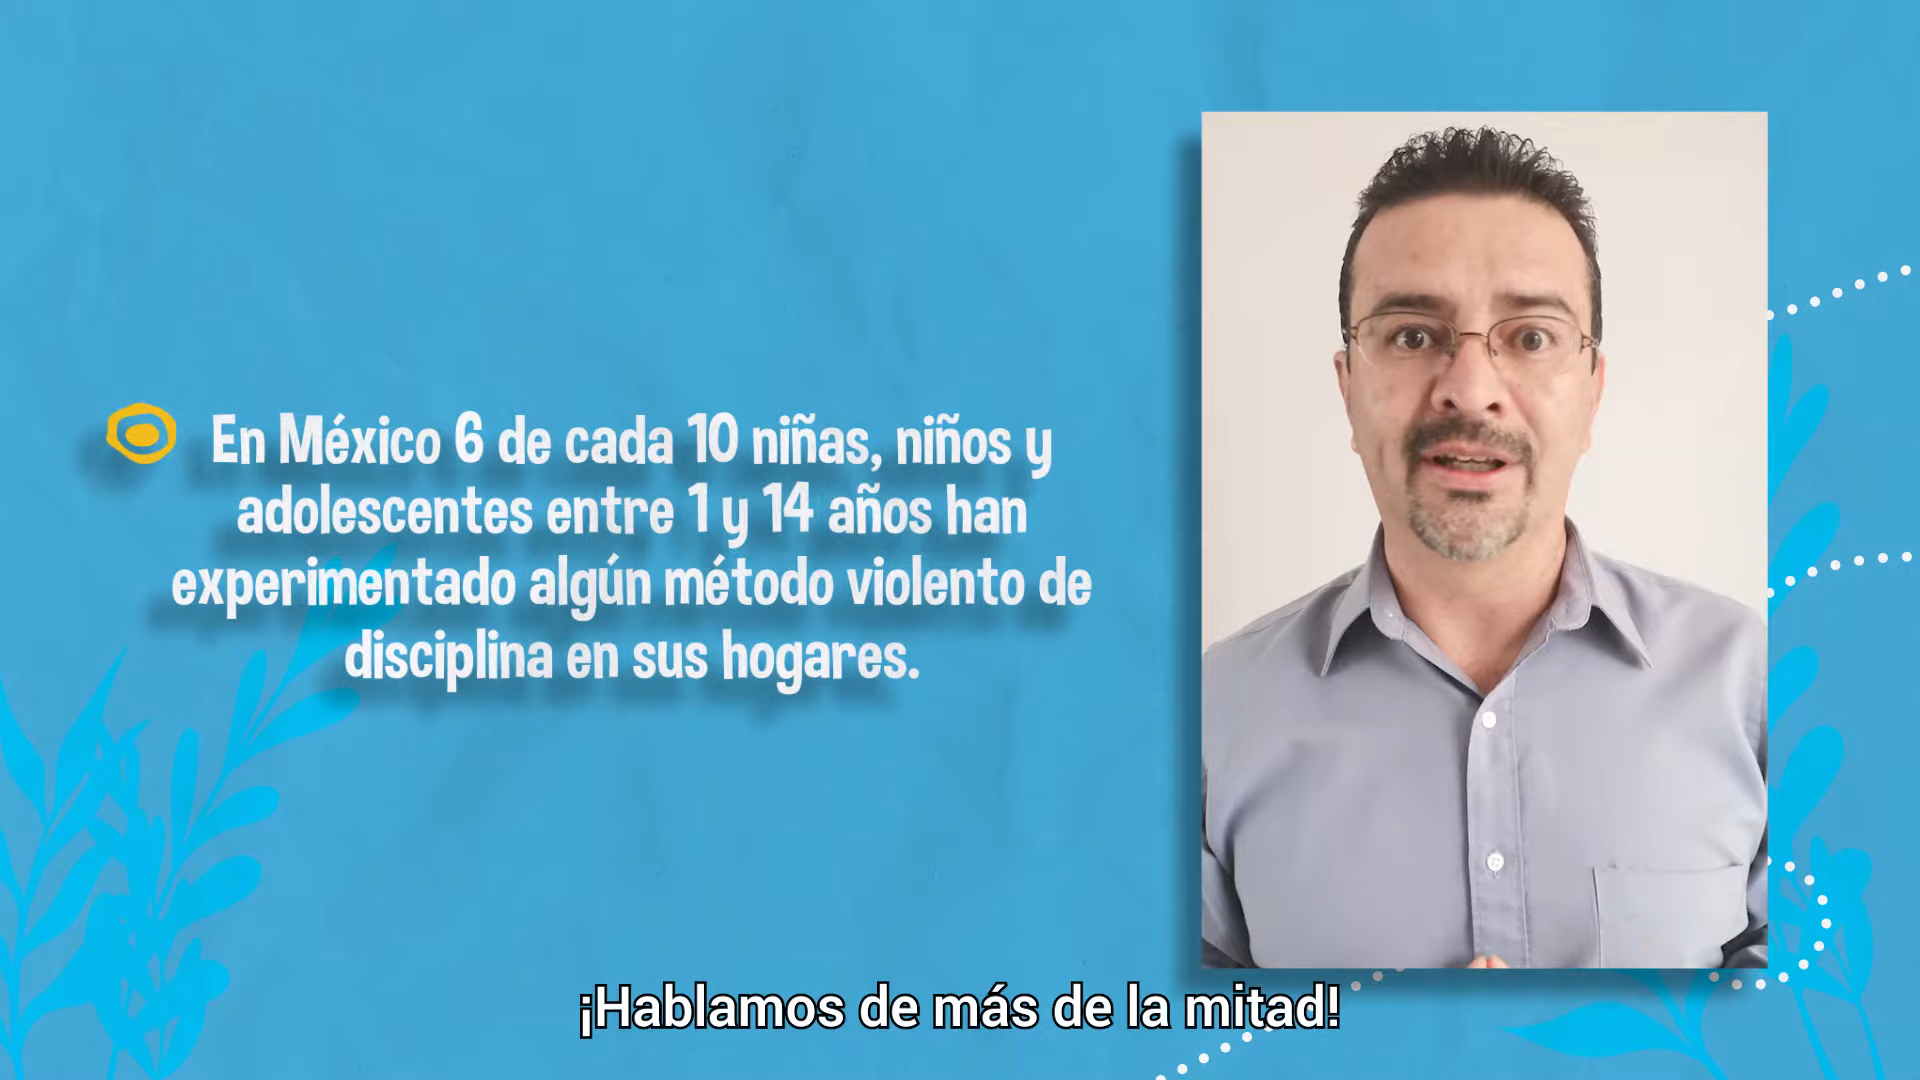 En México 6 de cada 10 niñas, niños y
adolescentes entre 1 y 14 años han
experimentado algún método violento de
disciplina en sus hogares.
¡Hablamos de más de la mitad!